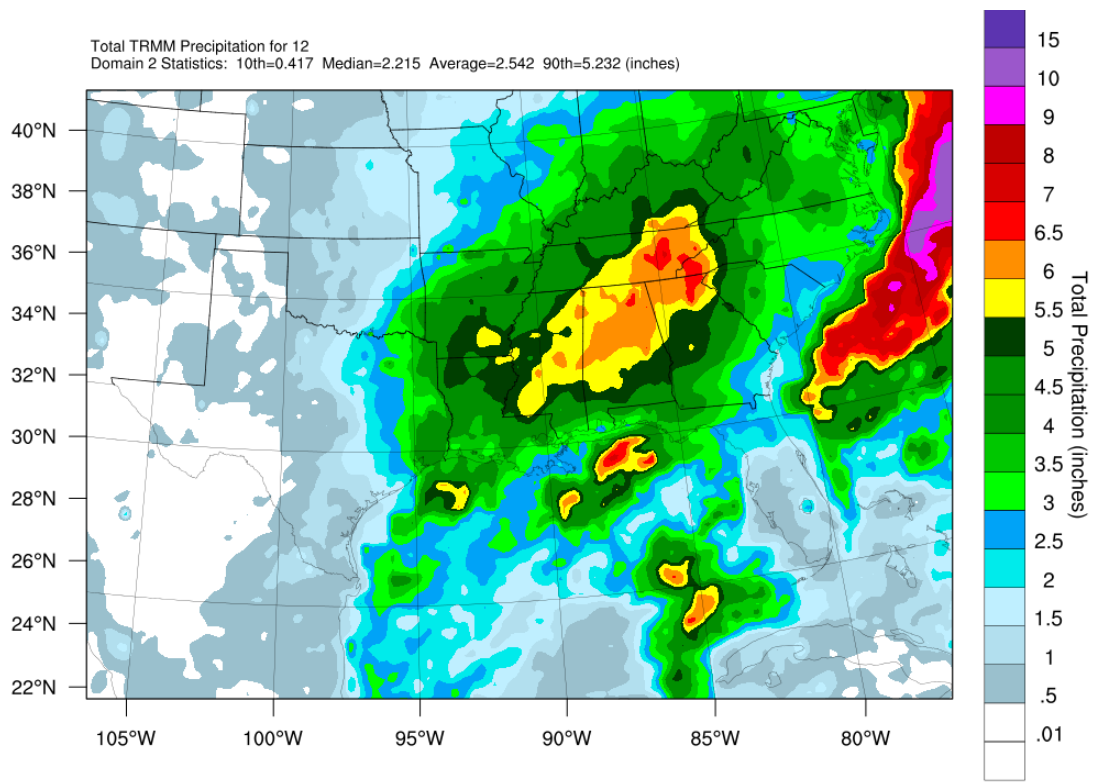 Total TRMM Precipitation for 12
Domain 2 Statistics: 10th=0.417 Median=2.215 Average=2.542 90th=5.232 (inches)
15
10
9
8
7
6.5
6
5.5
5
4.5
4
3.5
3
2.5
2
1.5
1
.5
.01
Total Precipitation (inches)
40°N
38°N
36°N
34°N
32°N
30°N
28°N
26°N
24°N
22°N
105°W
100°W
95°W
90°W
85°W
80°W